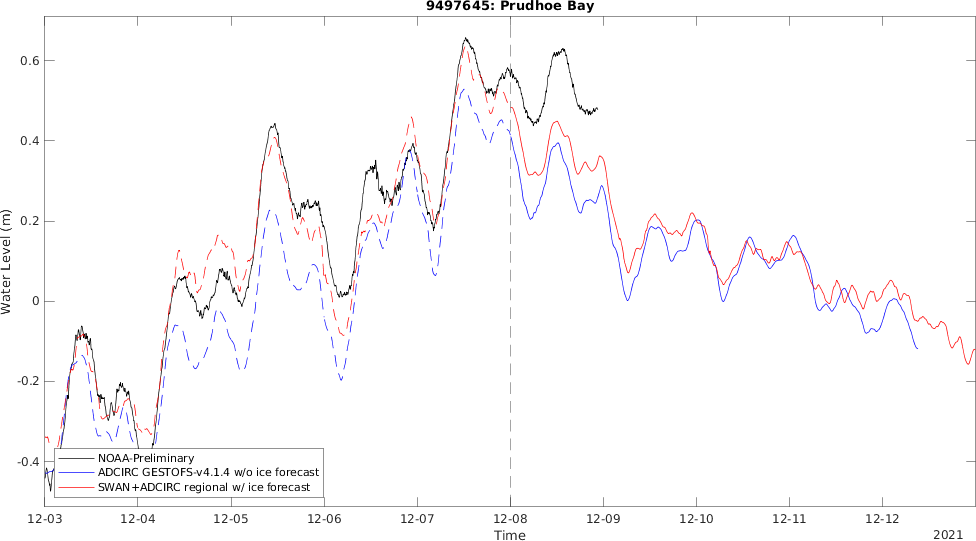 9497645: Prudhoe Bay
Water Level (m)
0.6
0.4
0.2
0
-0.2
-0.4
NOAA-Preliminary
ADCIRC GESTOFS-v4.1.4 w/o ice forecast
SWAN+ADCIRC regional w/ ice forecast
12-03 12-04 12-05 12-06 12-07 12-08 12-09 12-10 12-11 12-12
Time
2021